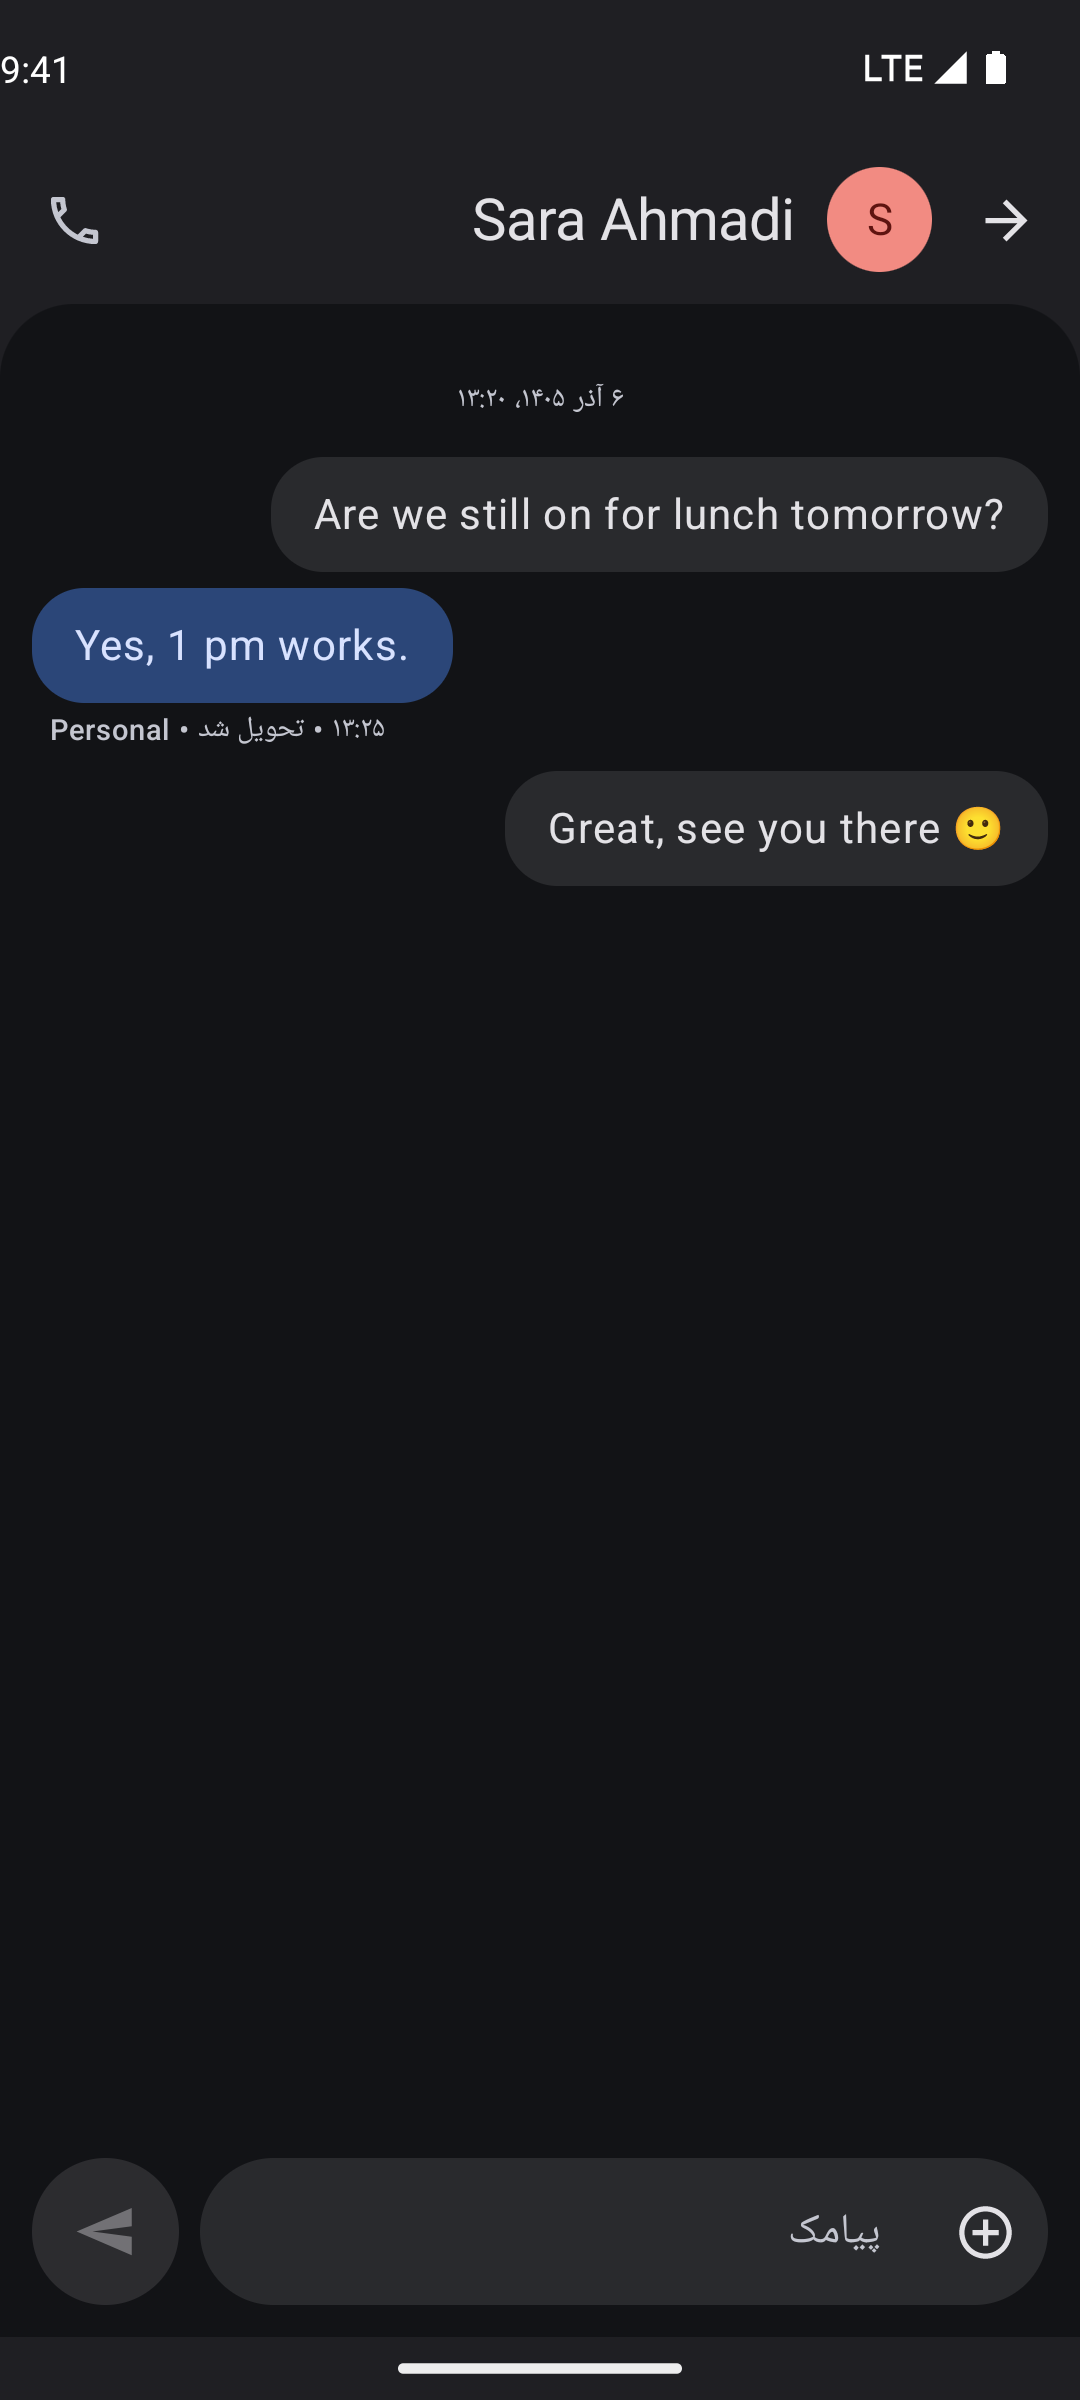 9:41 LTE
Sara Ahmadi S
۶ آذر ۱۴۰۵، ۱۳:۲۰
Are we still on for lunch tomorrow?
Yes, 1 pm works.
۱۳:۲۵ • تحویل شد • Personal
Great, see you there 🙂
پیامک